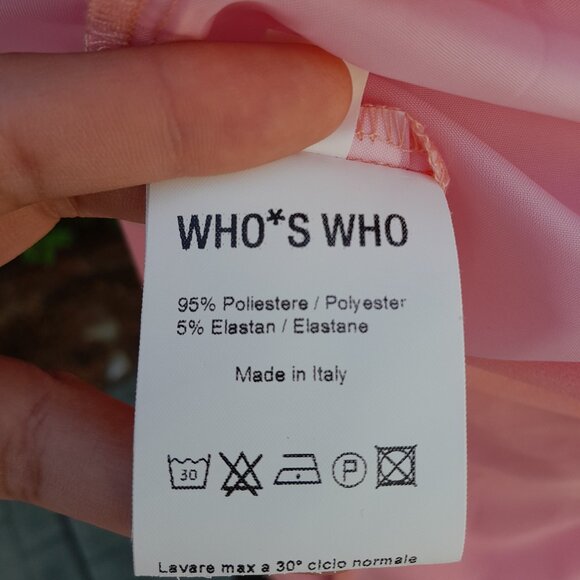 WHO*S WHO
95% Poliestere / Polyester
5% Elastan / Elastane
Made in Italy
30 P
Lavare max a 30° ciclo normale